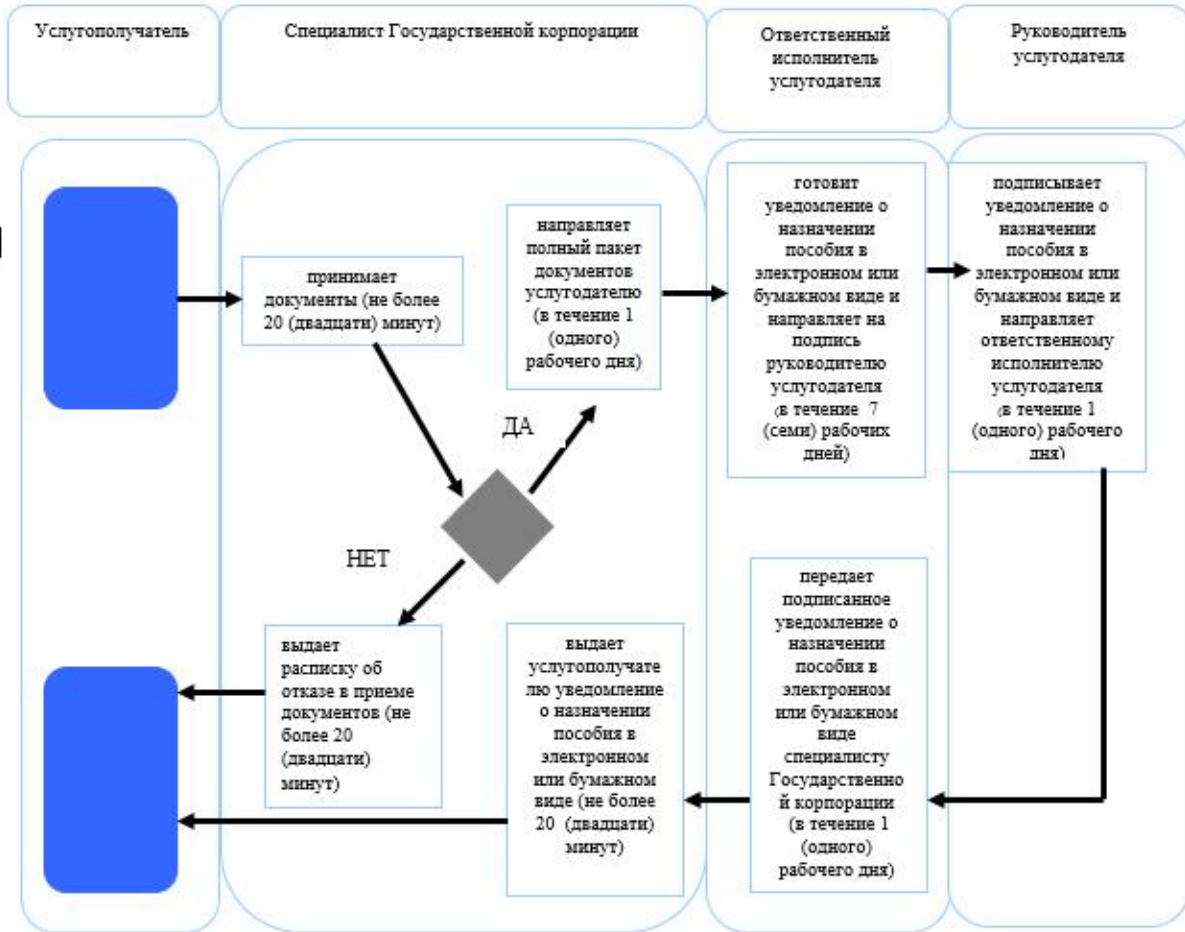 Услугополучатель
Специалист Государственной корпорации
Ответственный
исполнитель
услугодателя
Руководитель
услугодателя
принимает
документы (не более
20 (двадцати) минут)
направляет
полный пакет
документов
услугодателю
(в течение 1
(одного)
рабочего дня)
готовит
уведомление о
назначении
пособия в
электронном или
бумажном виде и
направляет на
подпись
руководителю
услугодателя
(в течение 7
(семи) рабочих
дней)
подписывает
уведомление о
назначении
пособия в
электронном или
бумажном виде и
направляет
ответственному
исполнителю
услугодателя
(в течение 1
(одного) рабочего
дня)
ДА
НЕТ
выдает
расписку об
отказе в приеме
документов (не
более 20
(двадцати)
минут)
выдает
услугополучате
лю уведомление
о назначении
пособия в
электронном
или бумажном
виде (не более
20 (двадцати)
минут)
передает
подписанное
уведомление о
назначении
пособия в
электронном
или бумажном
виде
специалисту
Государственно
й корпорации
(в течение 1
(одного)
рабочего дня)